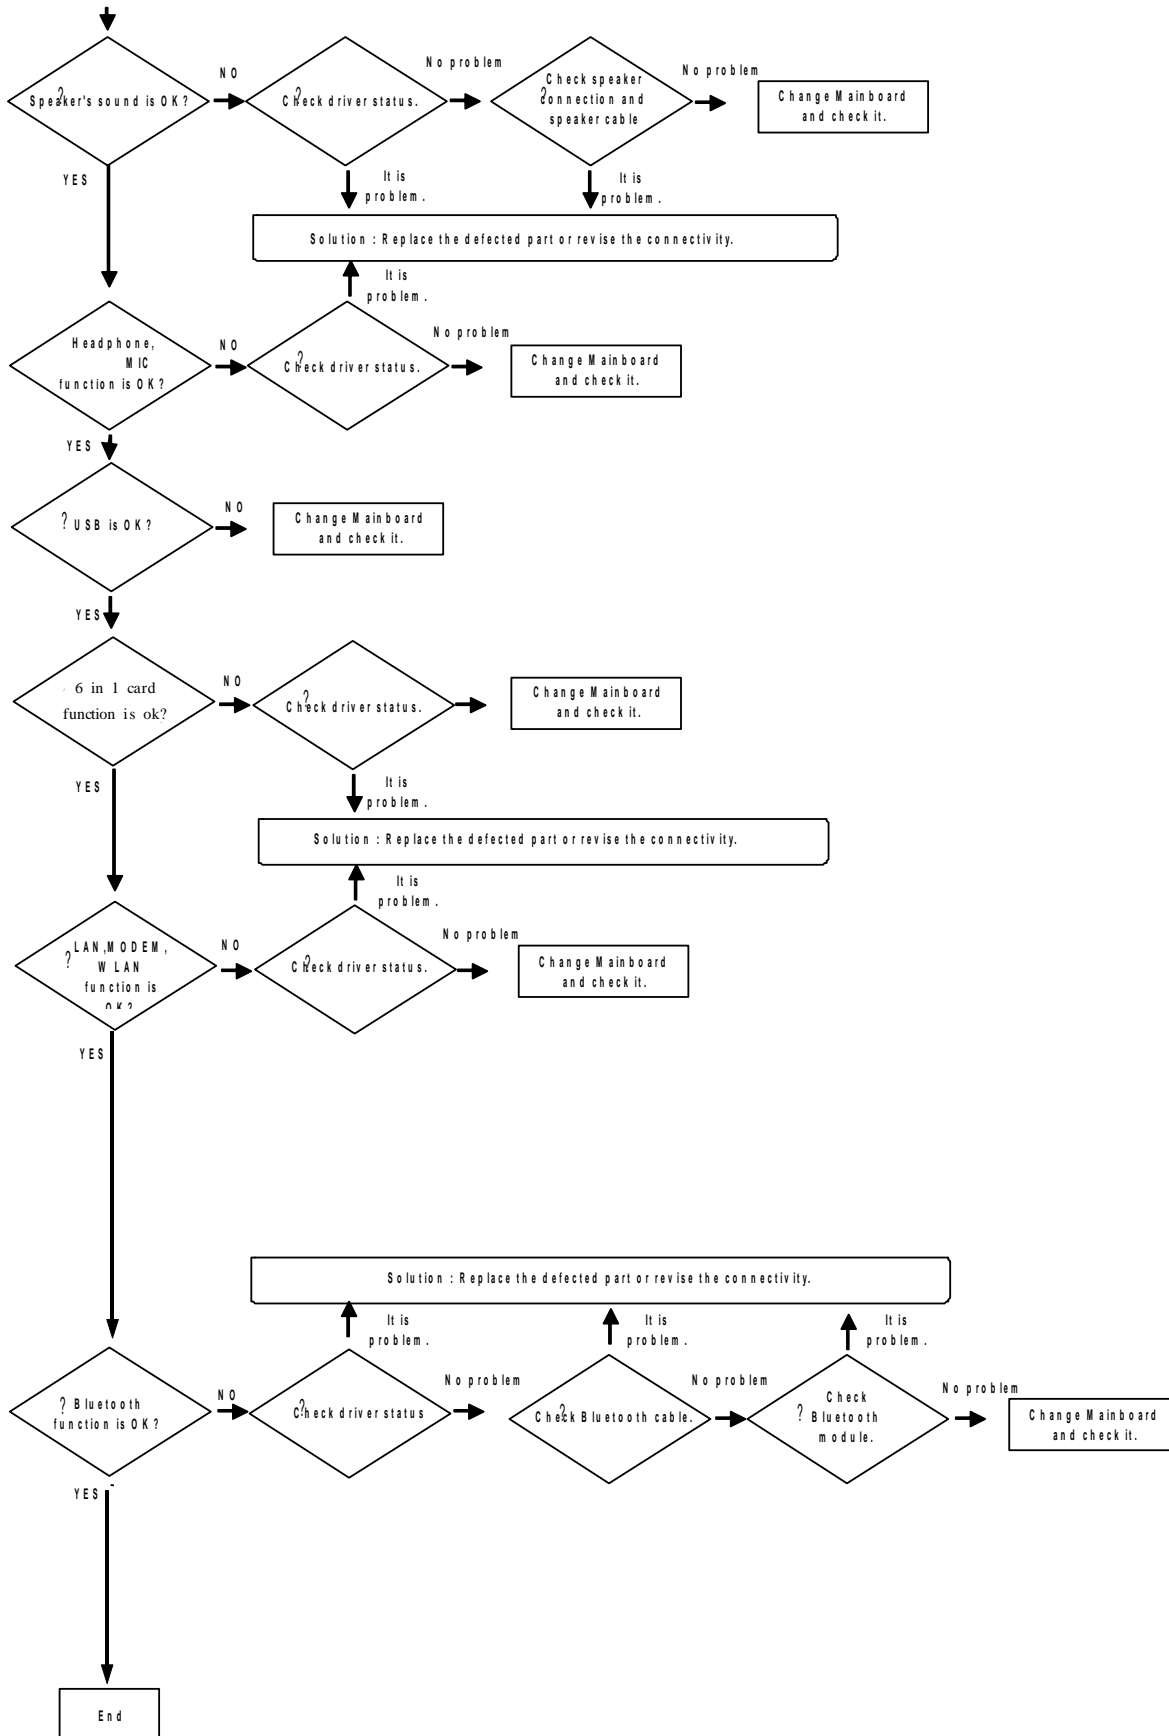 Speaker's sound is OK?
NO
Check driver status.
No problem
Check speaker
connection and
speaker cable
No problem
Change Mainboard
and check it.
YES
It is
problem.
It is
problem.
Solution : Replace the defected part or revise the connectivity.
It is
problem.
Headphone,
MIC
function is OK?
NO
Check driver status.
No problem
Change Mainboard
and check it.
YES
? USB is OK?
NO
Change Mainboard
and check it.
YES
6 in 1 card
function is ok?
NO
Check driver status.
Change Mainboard
and check it.
YES
It is
problem.
Solution : Replace the defected part or revise the connectivity.
It is
problem.
? LAN,MODEM,
WLAN
function is
OK?
NO
Check driver status.
No problem
Change Mainboard
and check it.
YES
Solution : Replace the defected part or revise the connectivity.
It is
problem.
It is
problem.
It is
problem.
? Bluetooth
function is OK?
NO
Check driver status
No problem
Check Bluetooth cable.
No problem
Check
? Bluetooth
module.
No problem
Change Mainboard
and check it.
YES
End